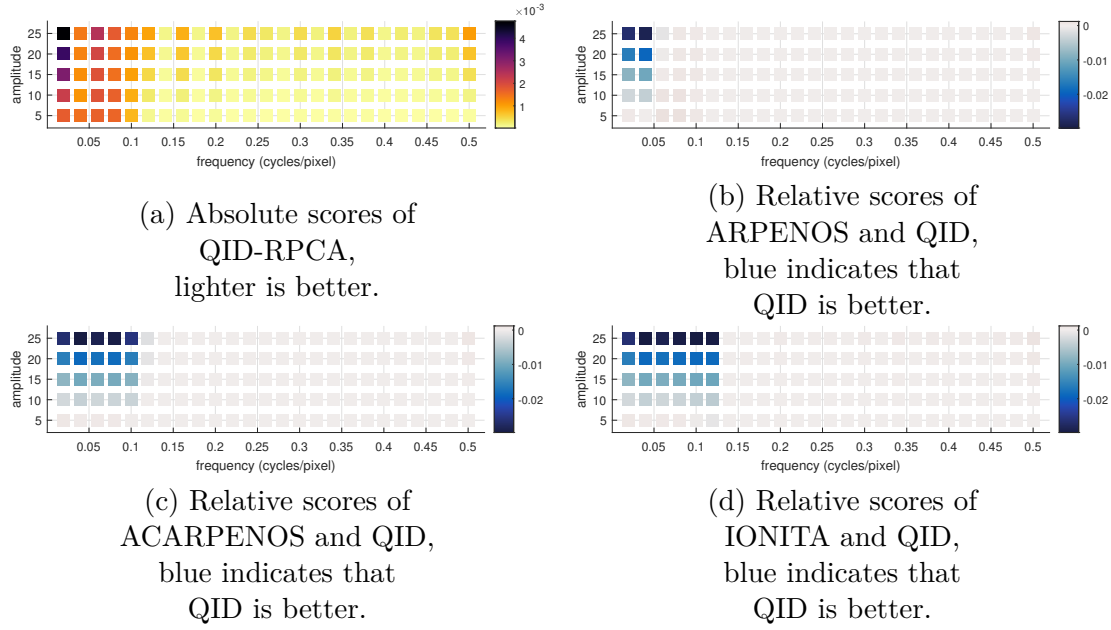 ×10⁻³
25
20
15
10
5
amplitude
4
3
2
1
0.05 0.1 0.15 0.2 0.25 0.3 0.35 0.4 0.45 0.5
frequency (cycles/pixel)
(a) Absolute scores of
QID-RPCA,
lighter is better.
25
20
15
10
5
amplitude
0
-0.01
-0.02
0.05 0.1 0.15 0.2 0.25 0.3 0.35 0.4 0.45 0.5
frequency (cycles/pixel)
(b) Relative scores of
ARPENOS and QID,
blue indicates that
QID is better.
25
20
15
10
5
amplitude
0
-0.01
-0.02
0.05 0.1 0.15 0.2 0.25 0.3 0.35 0.4 0.45 0.5
frequency (cycles/pixel)
(c) Relative scores of
ACARPENOS and QID,
blue indicates that
QID is better.
25
20
15
10
5
amplitude
0
-0.01
-0.02
0.05 0.1 0.15 0.2 0.25 0.3 0.35 0.4 0.45 0.5
frequency (cycles/pixel)
(d) Relative scores of
IONITA and QID,
blue indicates that
QID is better.